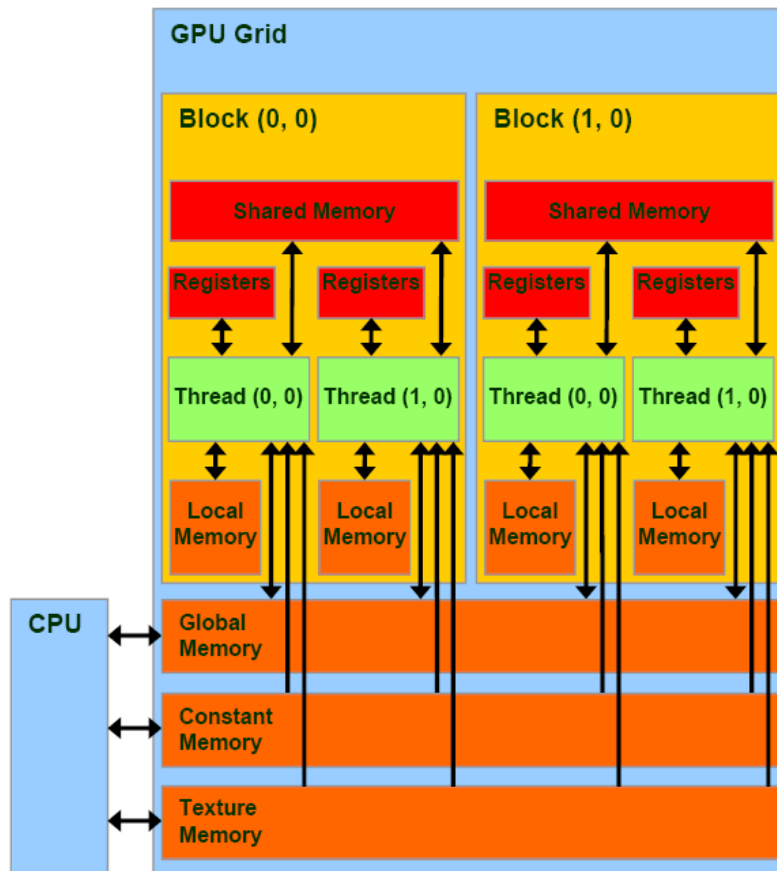 GPU Grid
Block (0, 0)
Block (1, 0)
Shared Memory
Shared Memory
Registers
Registers
Registers
Registers
Thread (0, 0)
Thread (1, 0)
Thread (0, 0)
Thread (1, 0)
Local
Memory
Local
Memory
Local
Memory
Local
Memory
CPU
Global
Memory
Constant
Memory
Texture
Memory